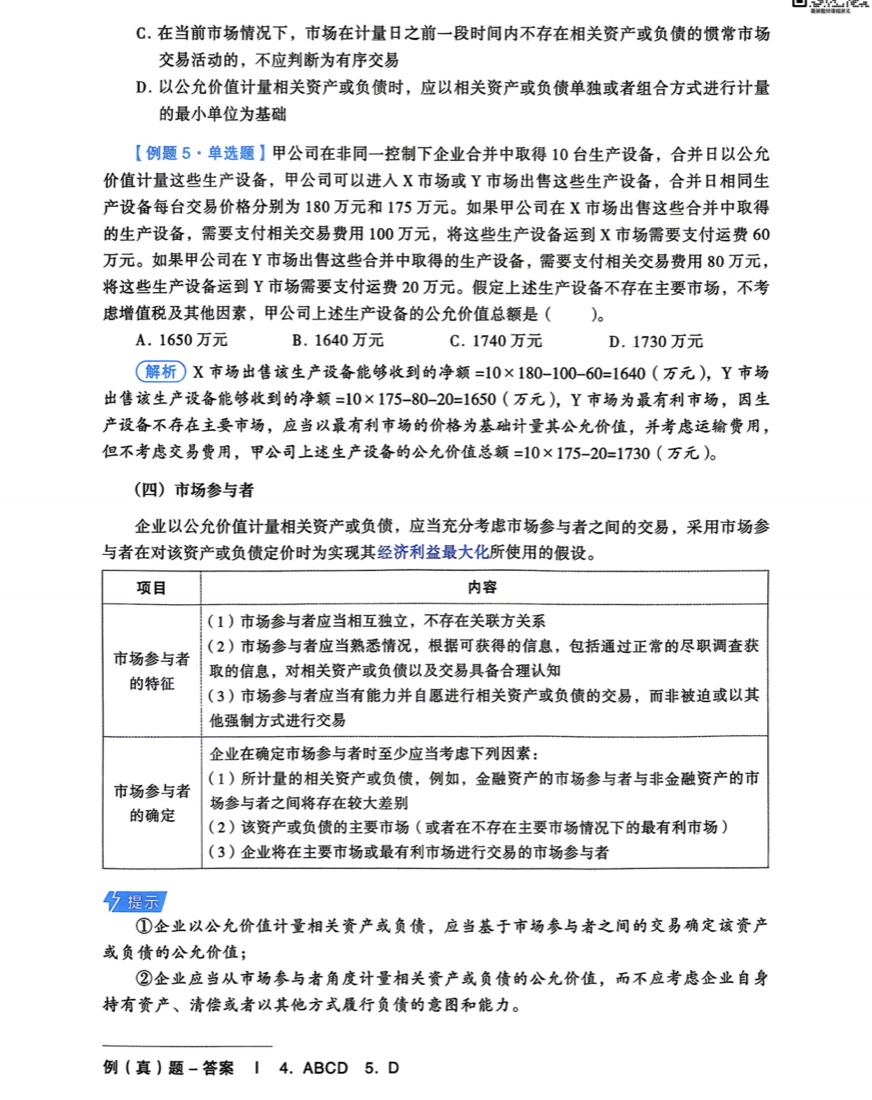 C. 在当前市场情况下，市场在计量日之前一段时间内不存在相关资产或负债的惯常市场
交易活动的，不应判断为有序交易
D. 以公允价值计量相关资产或负债时，应以相关资产或负债单独或者组合方式进行计量
的最小单位为基础
【例题 5·单选题】甲公司在非同一控制下企业合并中取得 10 台生产设备，合并日以公允
价值计量这些生产设备，甲公司可以进入 X 市场或 Y 市场出售这些生产设备，合并日相同生
产设备每台交易价格分别为 180 万元和 175 万元。如果甲公司在 X 市场出售这些合并中取得
的生产设备，需要支付相关交易费用 100 万元，将这些生产设备运到 X 市场需要支付运费 60
万元。如果甲公司在 Y 市场出售这些合并中取得的生产设备，需要支付相关交易费用 80 万元，
将这些生产设备运到 Y 市场需要支付运费 20 万元。假定上述生产设备不存在主要市场，不考
虑增值税及其他因素，甲公司上述生产设备的公允价值总额是（　　）。
A. 1650 万元 B. 1640 万元 C. 1740 万元 D. 1730 万元
解析 X 市场出售该生产设备能够收到的净额 =10×180-100-60=1640（万元），Y 市场
出售该生产设备能够收到的净额 =10×175-80-20=1650（万元），Y 市场为最有利市场，因生
产设备不存在主要市场，应当以最有利市场的价格为基础计量其公允价值，并考虑运输费用，
但不考虑交易费用，甲公司上述生产设备的公允价值总额 =10×175-20=1730（万元）。
（四）市场参与者
企业以公允价值计量相关资产或负债，应当充分考虑市场参与者之间的交易，采用市场参
与者在对该资产或负债定价时为实现其经济利益最大化所使用的假设。
项目 内容
市场参与者
的特征
（1）市场参与者应当相互独立，不存在关联方关系
（2）市场参与者应当熟悉情况，根据可获得的信息，包括通过正常的尽职调查获
取的信息，对相关资产或负债以及交易具备合理认知
（3）市场参与者应当有能力并自愿进行相关资产或负债的交易，而非被迫或以其
他强制方式进行交易
市场参与者
的确定
企业在确定市场参与者时至少应当考虑下列因素：
（1）所计量的相关资产或负债，例如，金融资产的市场参与者与非金融资产的市
场参与者之间将存在较大差别
（2）该资产或负债的主要市场（或者在不存在主要市场情况下的最有利市场）
（3）企业将在主要市场或最有利市场进行交易的市场参与者
提示
①企业以公允价值计量相关资产或负债，应当基于市场参与者之间的交易确定该资产
或负债的公允价值；
②企业应当从市场参与者角度计量相关资产或负债的公允价值，而不应考虑企业自身
持有资产、清偿或者以其他方式履行负债的意图和能力。
例（真）题 – 答案 | 4. ABCD 5. D